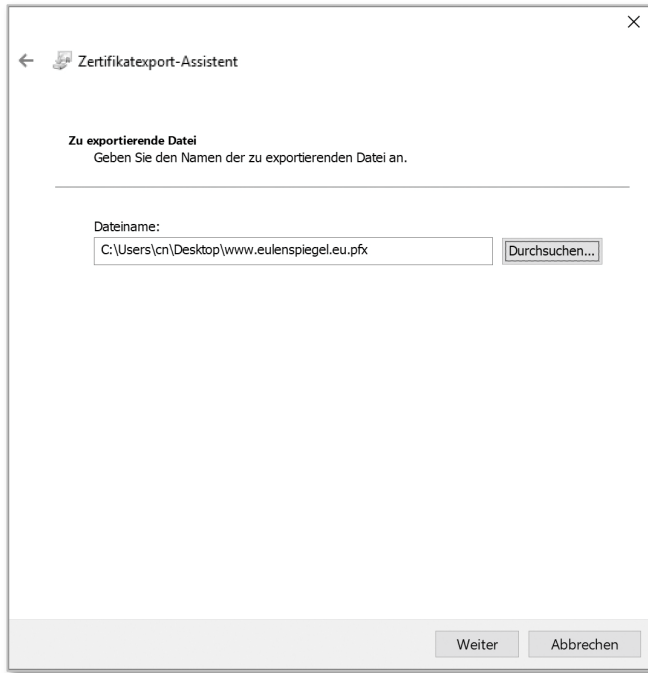 Zertifikatexport-Assistent
Zu exportierende Datei
Geben Sie den Namen der zu exportierenden Datei an.
Dateiname:
C:\Users\cn\Desktop\www.eulenspiegel.eu.pfx
Durchsuchen...
Weiter
Abbrechen